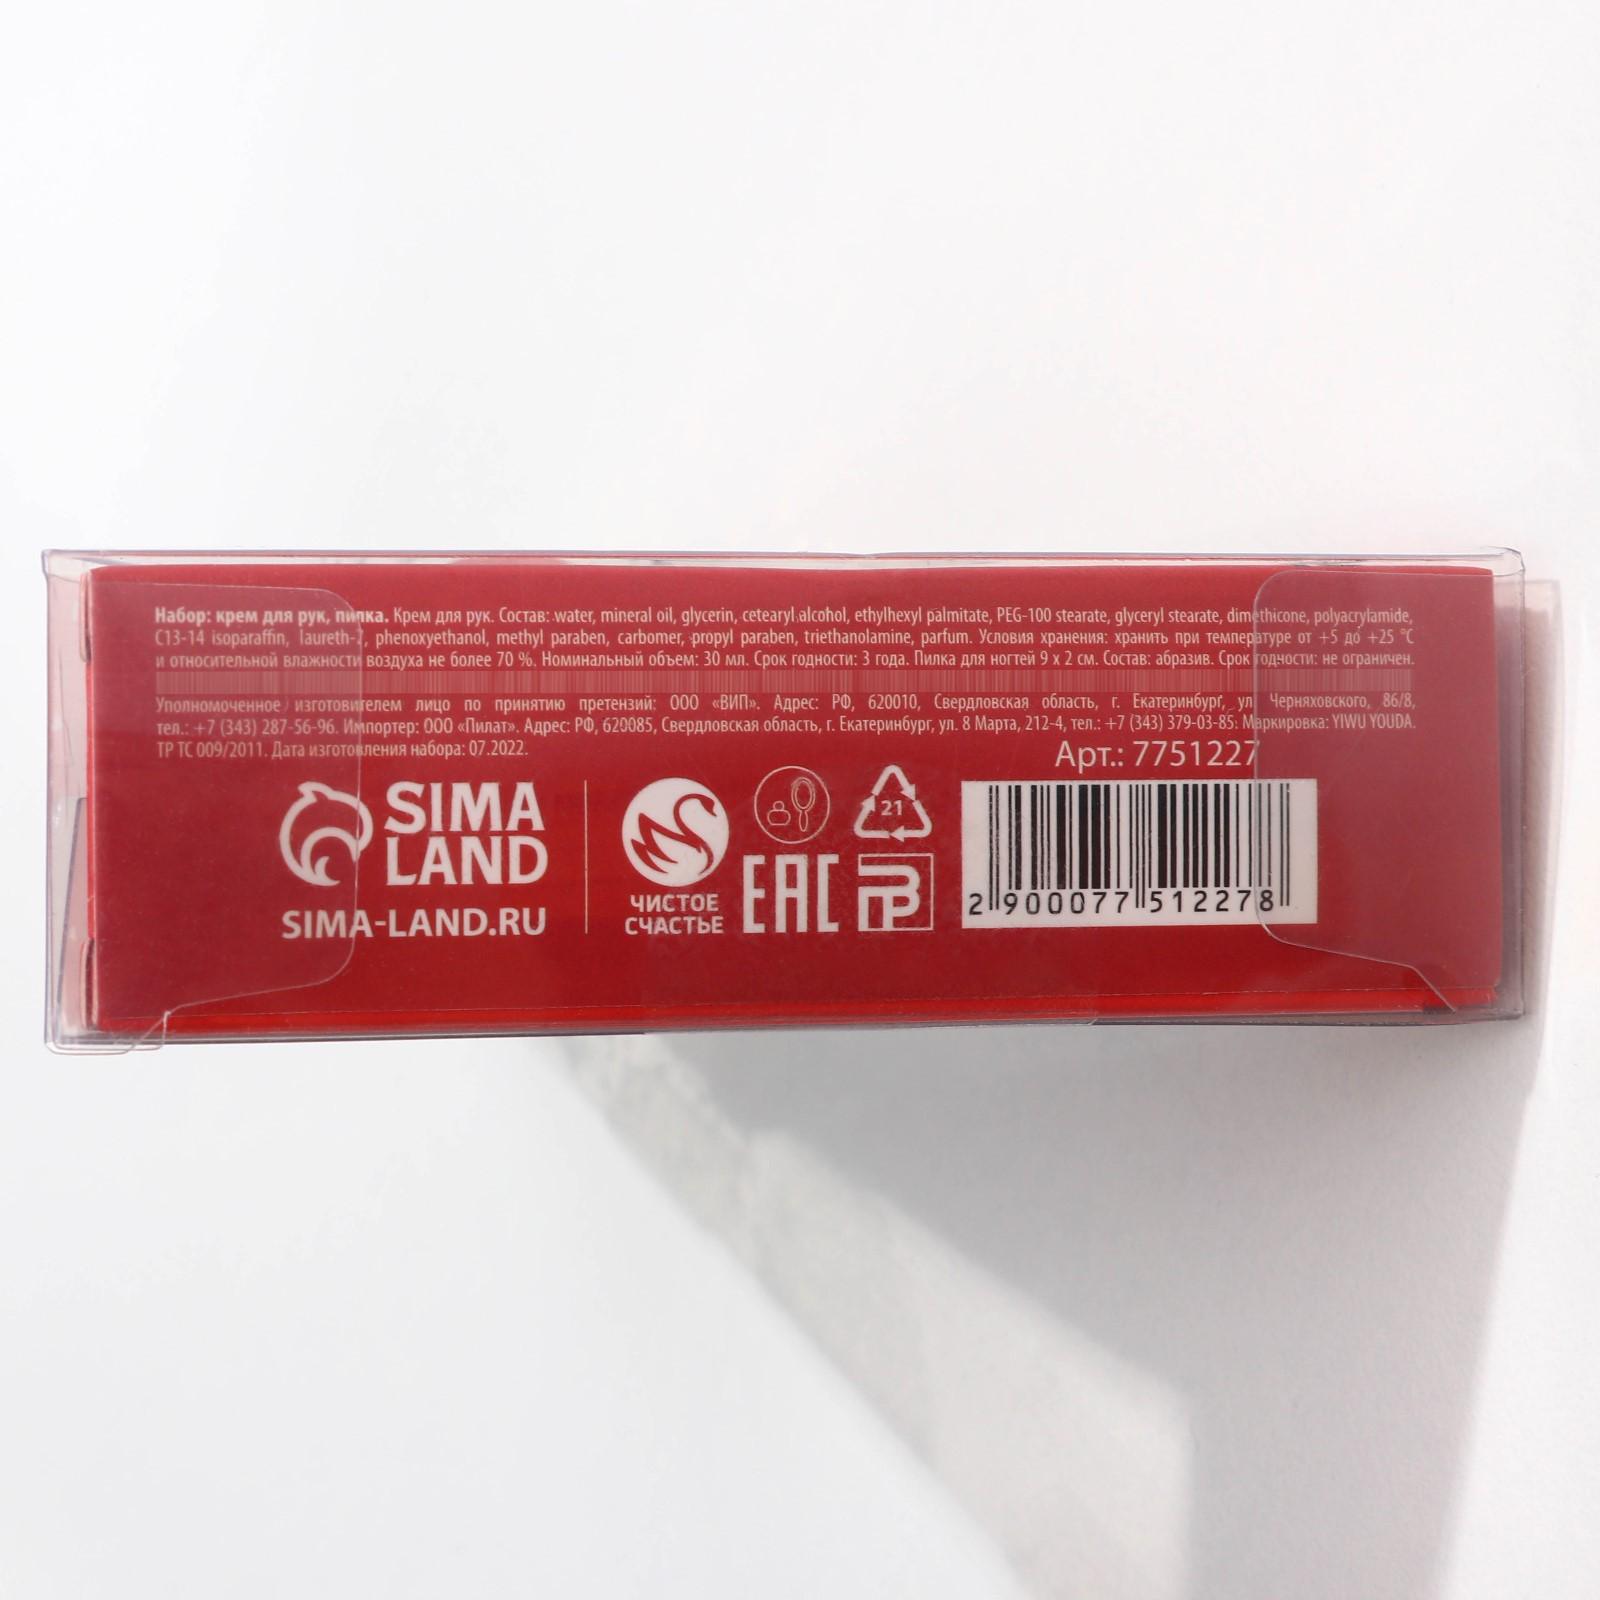 Набор: крем для рук, пилка. Крем для рук. Состав: water, mineral oil, glycerin, cetearyl alcohol, ethylhexyl palmitate, PEG-100 stearate, glyceryl stearate, dimethicone, polyacrylamide,
C13-14 isoparaffin, laureth-7, phenoxyethanol, methyl paraben, carbomer, propyl paraben, triethanolamine, parfum. Условия хранения: хранить при температуре от +5 до +25 °C
и относительной влажности воздуха не более 70 %. Номинальный объем: 30 мл. Срок годности: 3 года. Пилка для ногтей 9 х 2 см. Состав: абразив. Срок годности: не ограничен.
Уполномоченное изготовителем лицо по принятию претензий: ООО «ВИП». Адрес: РФ, 620010, Свердловская область, г. Екатеринбург, ул. Черняховского, 86/8,
тел.: +7 (343) 287-56-96. Импортер: ООО «Пилат». Адрес: РФ, 620085, Свердловская область, г. Екатеринбург, ул. 8 Марта, 212-4, тел.: +7 (343) 379-03-85. Маркировка: YIWU YOUDA.
ТР ТС 009/2011. Дата изготовления набора: 07.2022.
Арт.: 7751227
SIMA
LAND
SIMA-LAND.RU
ЧИСТОЕ
СЧАСТЬЕ
21
EAC
2 900077 512278